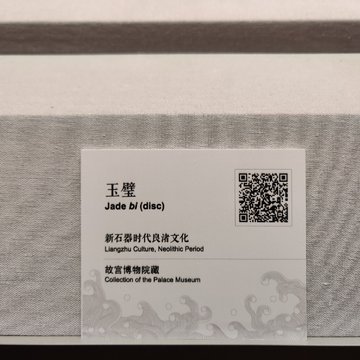 玉璧
Jade bi (disc)
新石器时代良渚文化
Liangzhu Culture, Neolithic Period
故宫博物院藏
Collection of the Palace Museum